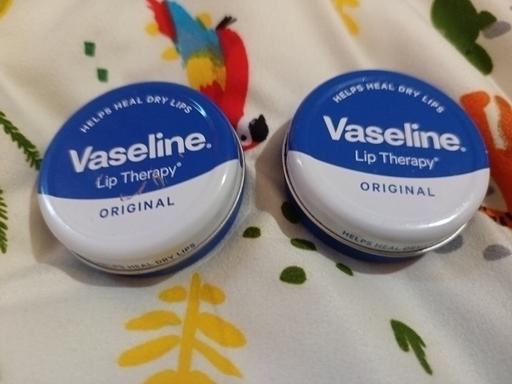 HELPS HEAL DRY LIPS
Vaseline.
Lip Therapy®
ORIGINAL
HELPS HEAL DRY LIPS
HELPS HEAL DRY LIPS
Vaseline.
Lip Therapy®
ORIGINAL
HELPS HEAL DRY